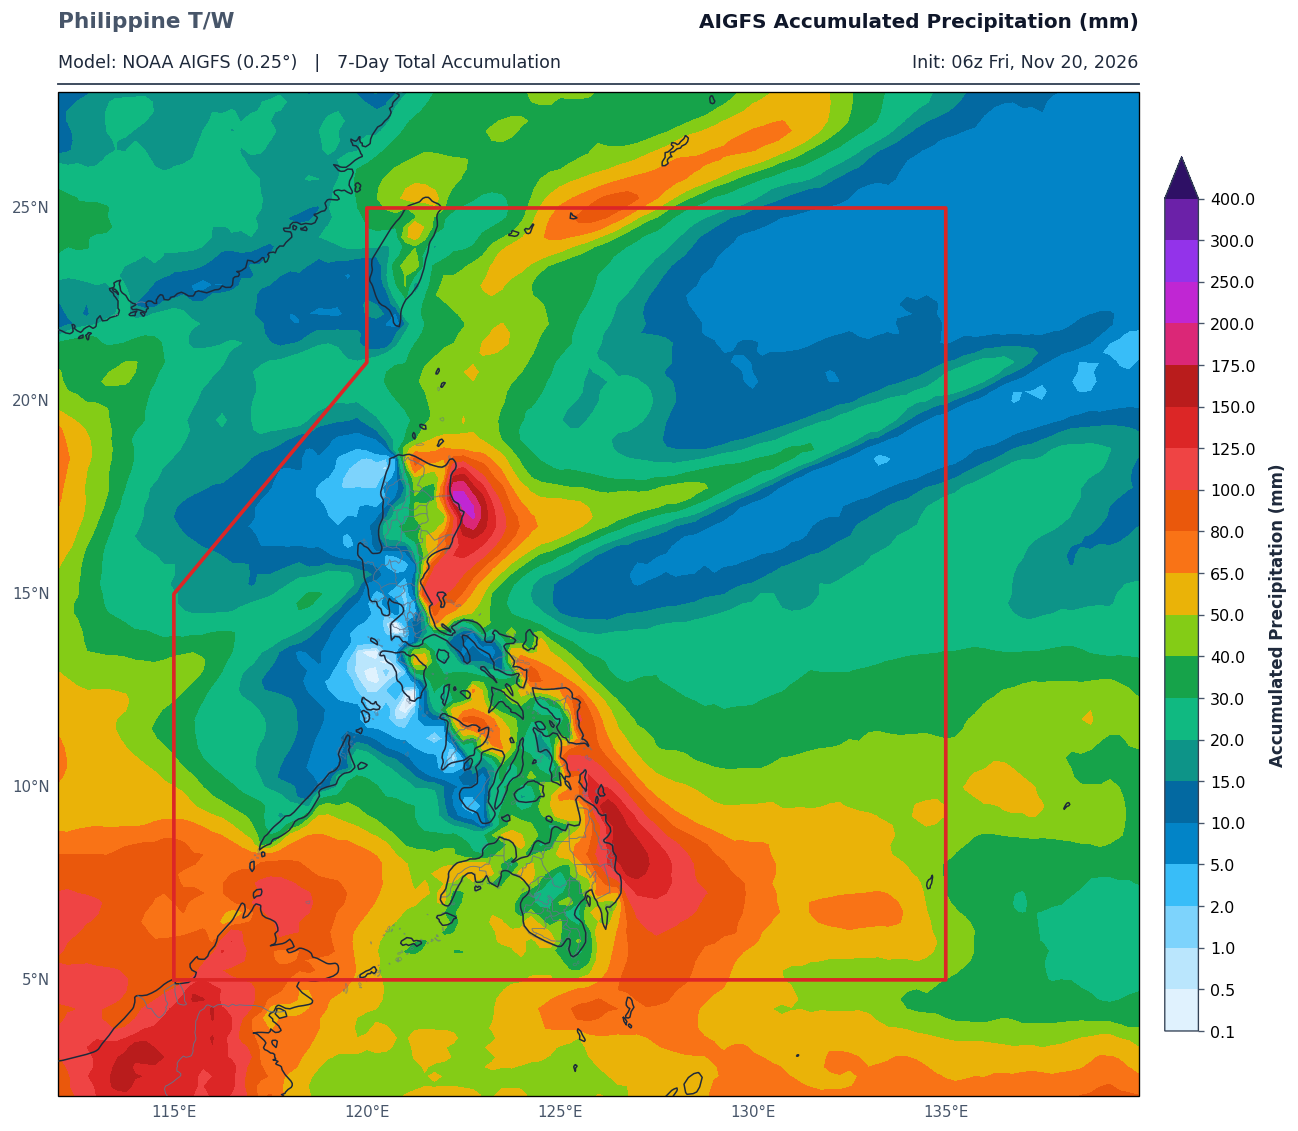 Philippine T/W
AIGFS Accumulated Precipitation (mm)
Model: NOAA AIGFS (0.25°)   |   7-Day Total Accumulation
Init: 06z Fri, Nov 20, 2026
25°N
20°N
15°N
10°N
5°N
115°E
120°E
125°E
130°E
135°E
400.0
300.0
250.0
200.0
175.0
150.0
125.0
100.0
80.0
65.0
50.0
40.0
30.0
20.0
15.0
10.0
5.0
2.0
1.0
0.5
0.1
Accumulated Precipitation (mm)